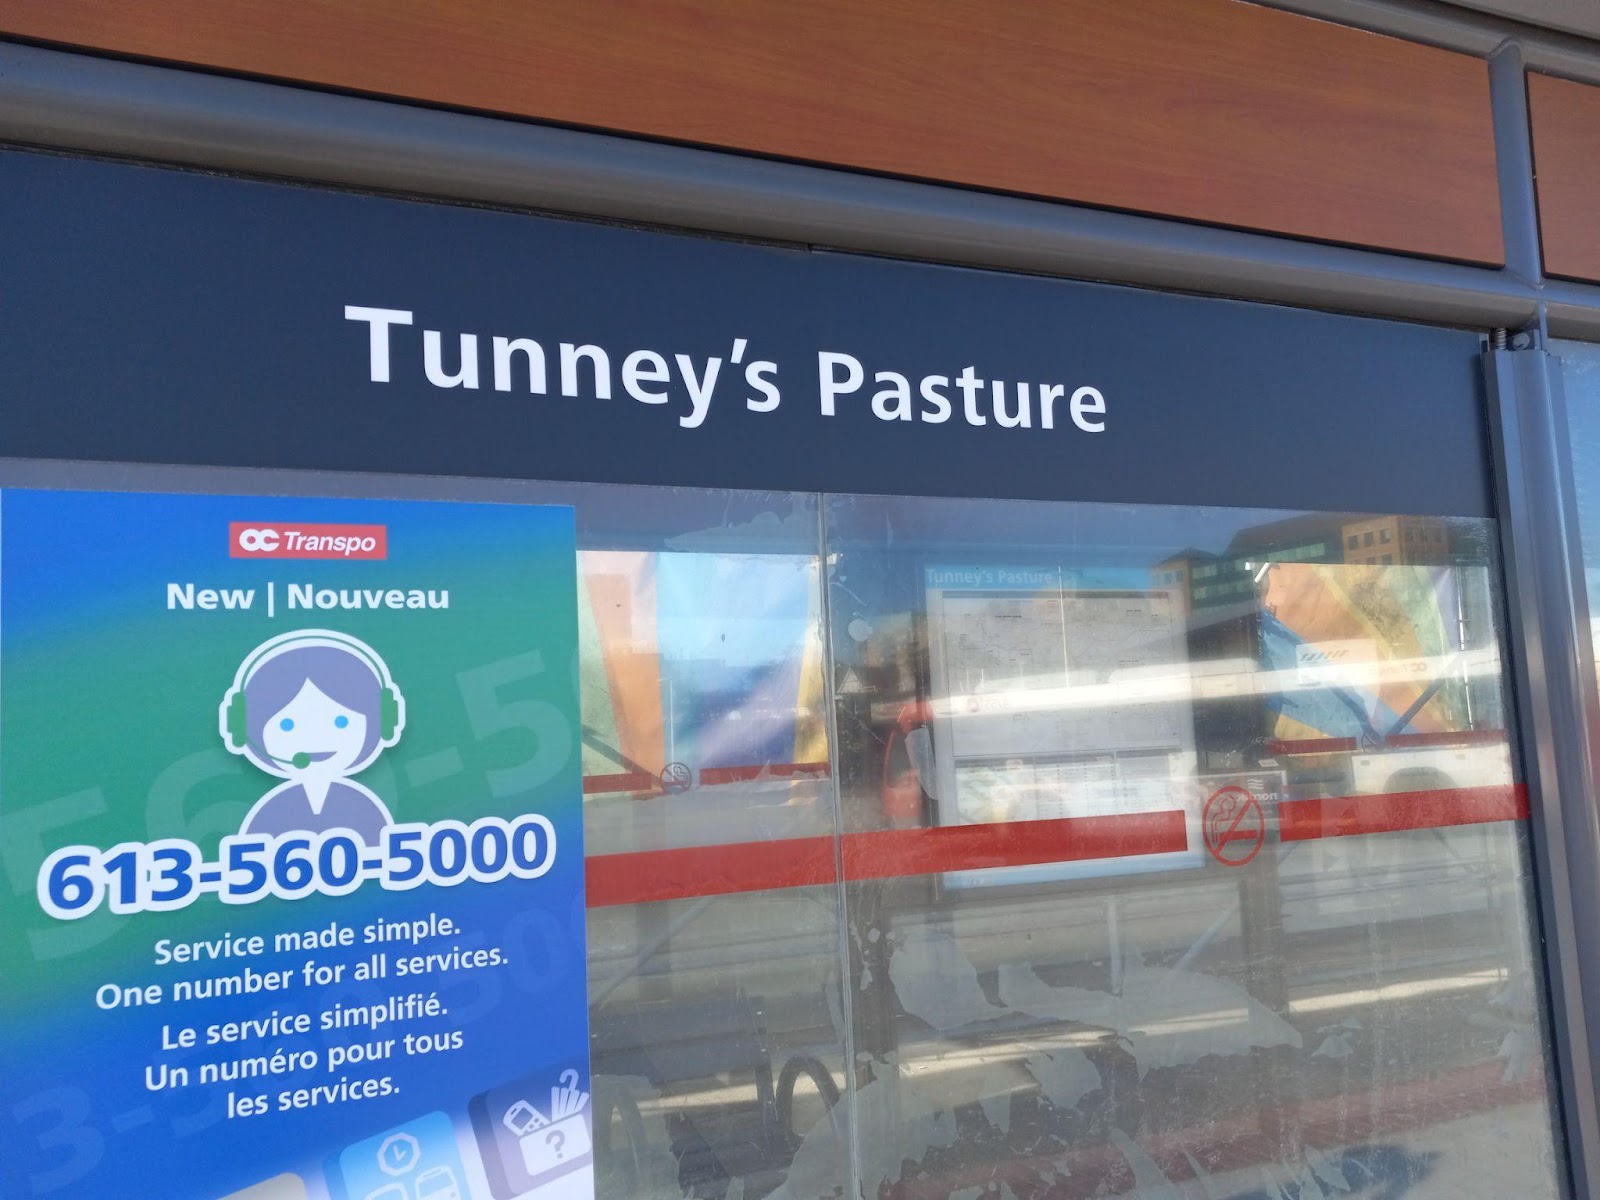 Tunney's Pasture
OC Transpo
New | Nouveau
613-560-5000
Service made simple.
One number for all services.
Le service simplifié.
Un numéro pour tous
les services.
Tunney's Pasture